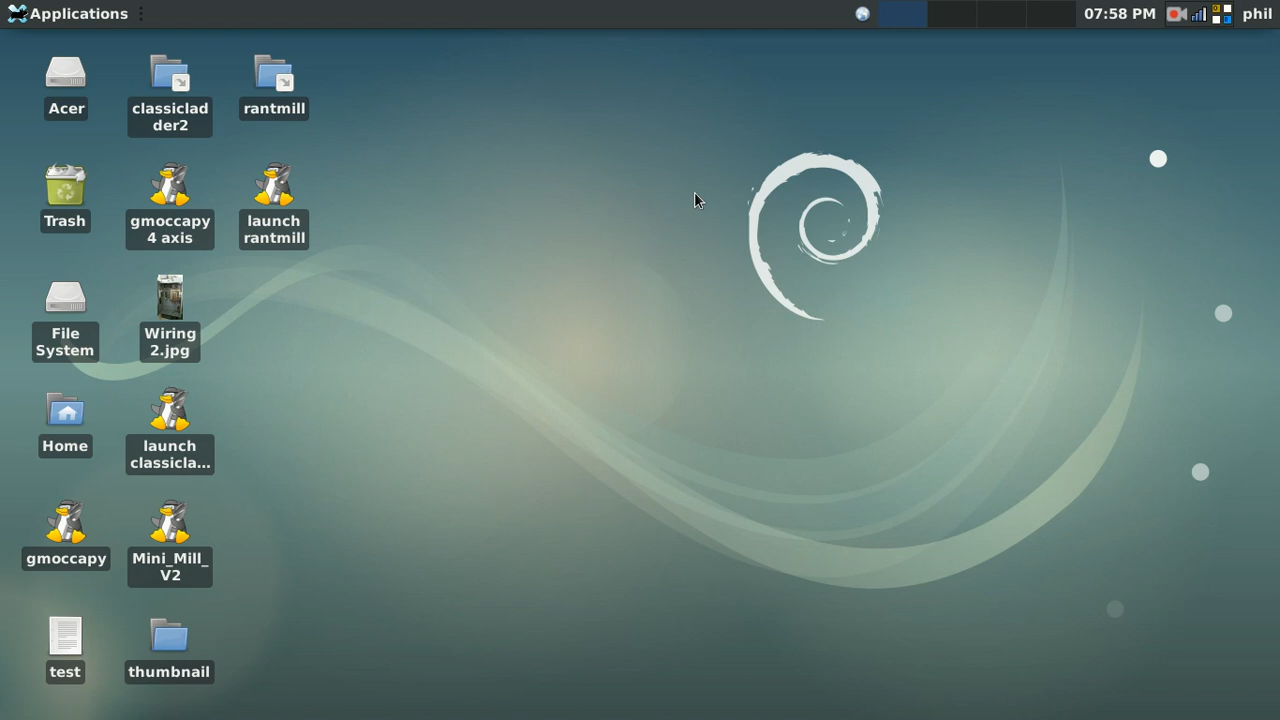 Applications
07:58 PM
phil
Acer
classiclad
der2
rantmill
Trash
gmoccapy
4 axis
launch
rantmill
File
System
Wiring
2.jpg
Home
launch
classicla...
gmoccapy
Mini_Mill_
V2
test
thumbnail